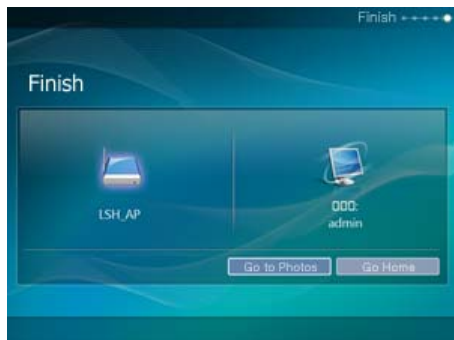 Finish
Finish
LSH_AP
000:
admin
Go to Photos
Go Home